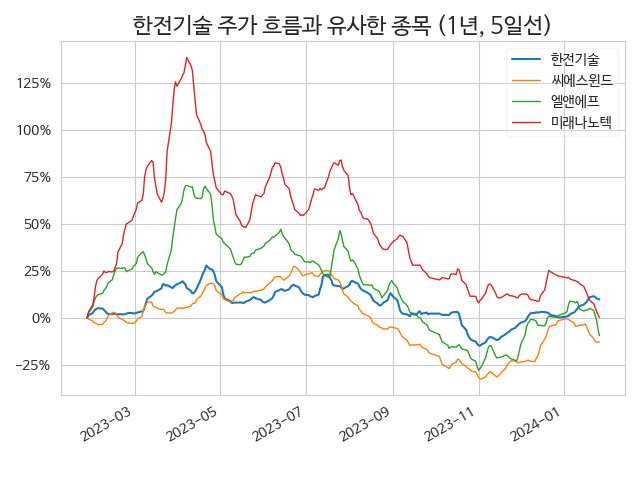 한전기술 주가 흐름과 유사한 종목 (1년, 5일선)
한전기술
씨에스윈드
엘앤에프
미래나노텍
125%
100%
75%
50%
25%
0%
−25%
2023-03
2023-05
2023-07
2023-09
2023-11
2024-01